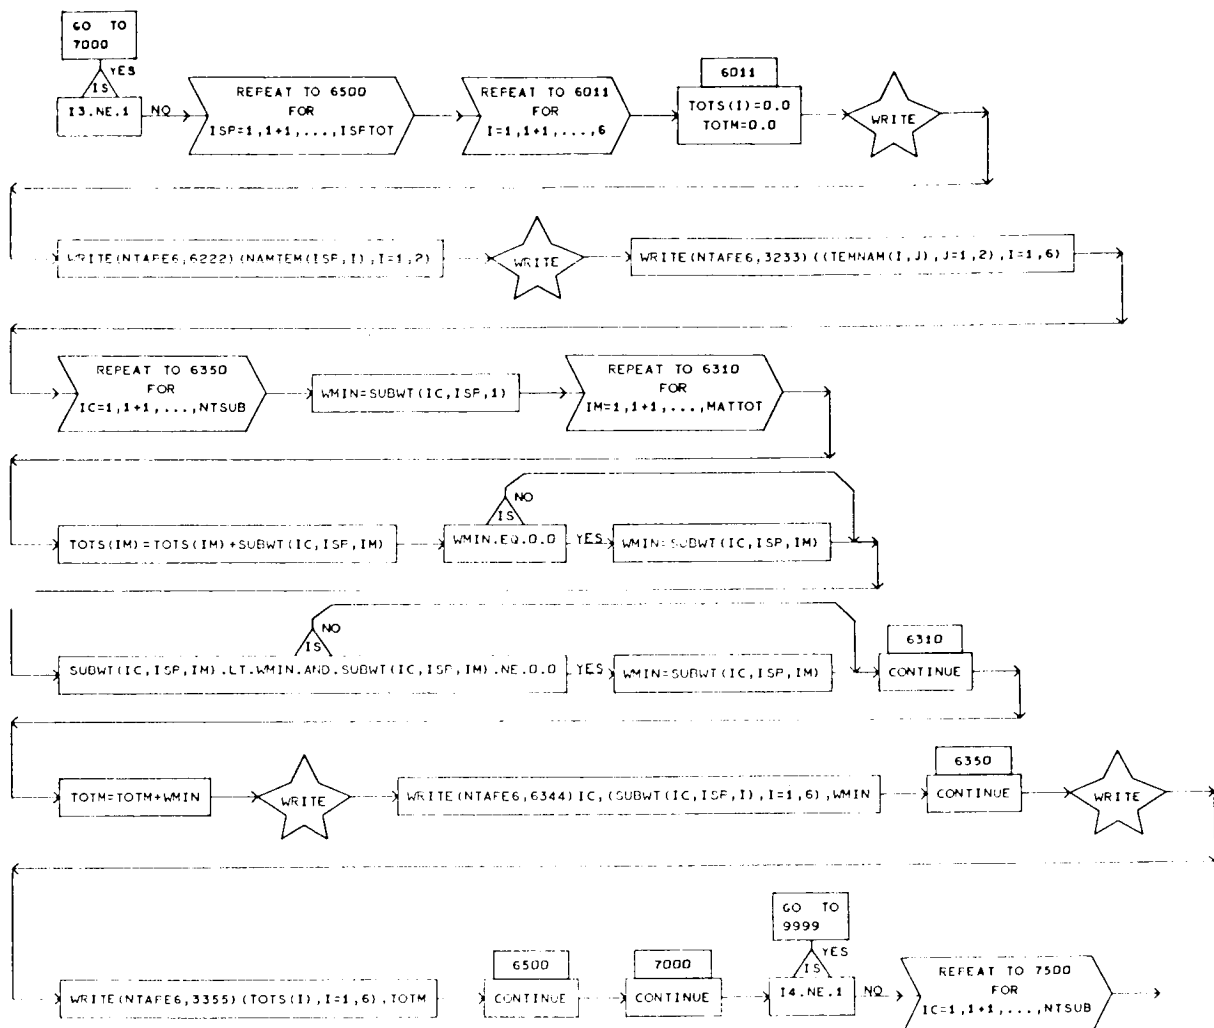 GO TO
7000
YES
IS
I3.NE.1
NO
REPEAT TO 6500
FOR
ISP=1,1+1,...,ISPTOT
REPEAT TO 6011
FOR
I=1,1+1,...,6
6011
TOTS(I)=0.0
TOTM=0.0
WRITE
WRITE(NTAPE6,6222)(NAMTEM(ISP,I),I=1,2)
WRITE
WRITE(NTAPE6,3233)((TEMNAM(I,J),J=1,2),I=1,6)
REPEAT TO 6350
FOR
IC=1,1+1,...,NTSUB
WMIN=SUBWT(IC,ISP,1)
REPEAT TO 6310
FOR
IM=1,1+1,...,MATTOT
TOTS(IM)=TOTS(IM)+SUBWT(IC,ISP,IM)
NO
IS
WMIN.EQ.0.0
YES
WMIN=SUBWT(IC,ISP,IM)
NO
IS
SUBWT(IC,ISP,IM).LT.WMIN.AND.SUBWT(IC,ISP,IM).NE.0.0
YES
WMIN=SUBWT(IC,ISP,IM)
6310
CONTINUE
TOTM=TOTM+WMIN
WRITE
WRITE(NTAPE6,6344)IC,(SUBWT(IC,ISP,I),I=1,6),WMIN
6350
CONTINUE
WRITE
WRITE(NTAPE6,3355)(TOTS(I),I=1,6),TOTM
6500
CONTINUE
7000
CONTINUE
GO TO
9999
YES
IS
I4.NE.1
NO
REPEAT TO 7500
FOR
IC=1,1+1,...,NTSUB